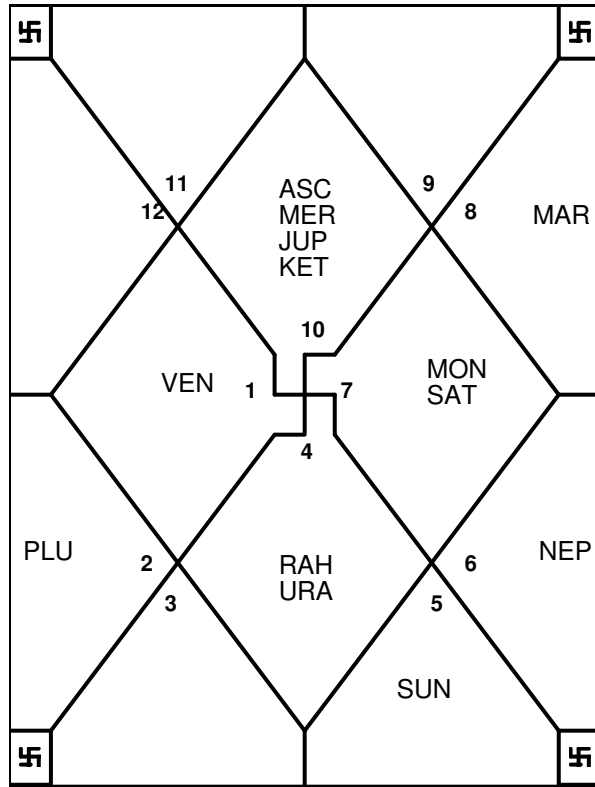 卐 卐
11
12
ASC
MER
JUP
KET
9
8
MAR
10
VEN
1
7
MON
SAT
4
PLU
2
3
RAH
URA
6
5
NEP
SUN
卐 卐